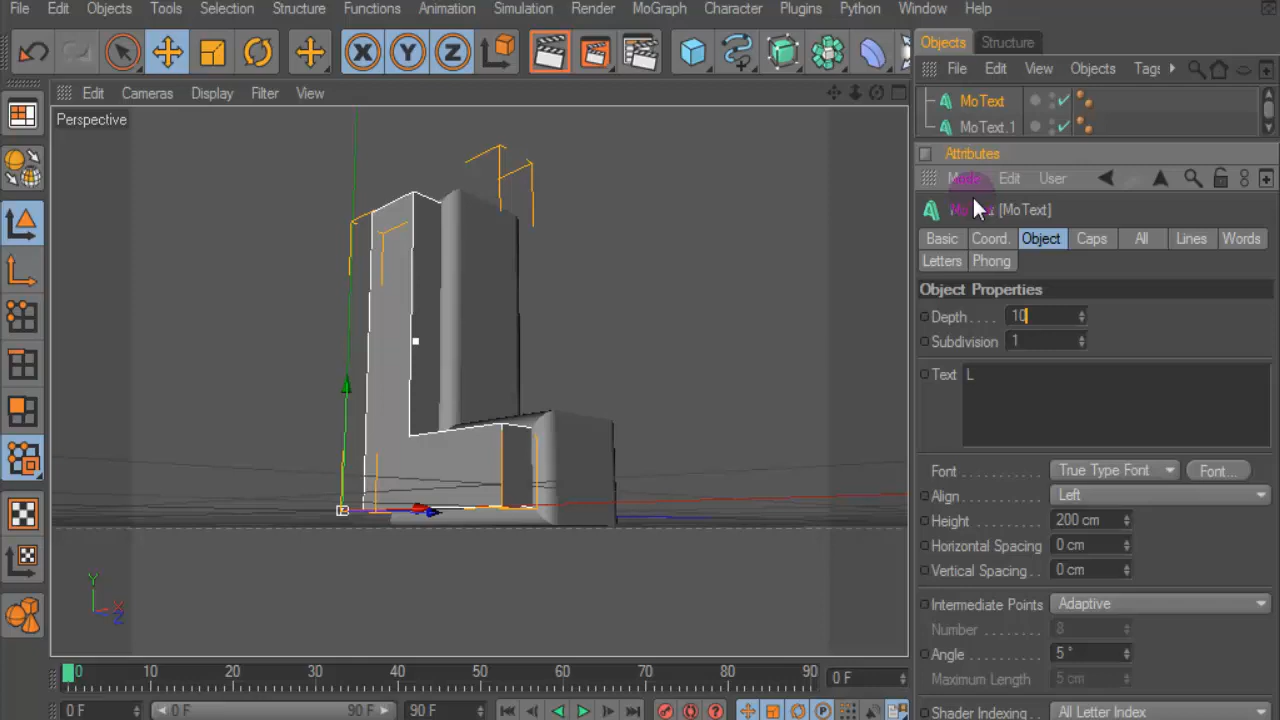 File Edit Objects Tools Selection Structure Functions Animation Simulation Render MoGraph Character Plugins Python Window Help
Objects Structure
X Y Z
File Edit View Objects Tags
Edit Cameras Display Filter View
MoText
Perspective
MoText.1
Attributes
Edit User
[MoText]
Basic Coord. Object Caps All Lines Words
Letters Phong
Object Properties
Depth . . . . 10
Subdivision 1
Text L
Font . . . . . . . . . . . True Type Font Font...
Align . . . . . . . . . . . Left
Height . . . . . . . . . 200 cm
Horizontal Spacing 0 cm
Vertical Spacing . . 0 cm
Y
X
Z
Intermediate Points Adaptive
Number . . . . . . . . 8
Angle . . . . . . . . . . 5 °
Maximum Length 5 cm
0 10 20 30 40 50 60 70 80 90 0 F
0 F 0 F 90 F 90 F
Shader Indexing . . All Letter Index